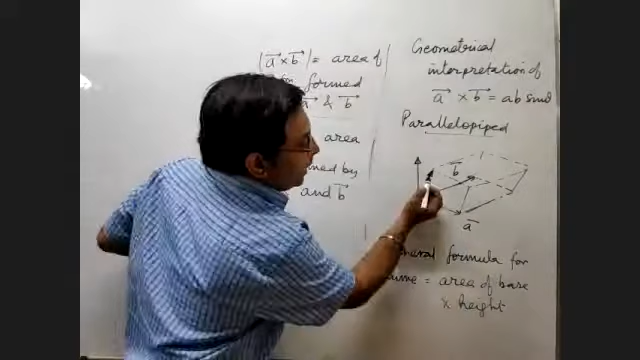 |a × b| = area of
formed
a & b
area
med by
and b
Geometrical
interpretation of
a × b = ab sinθ
Parallelopiped
b
a
neral formula for
ume = area of base
× height